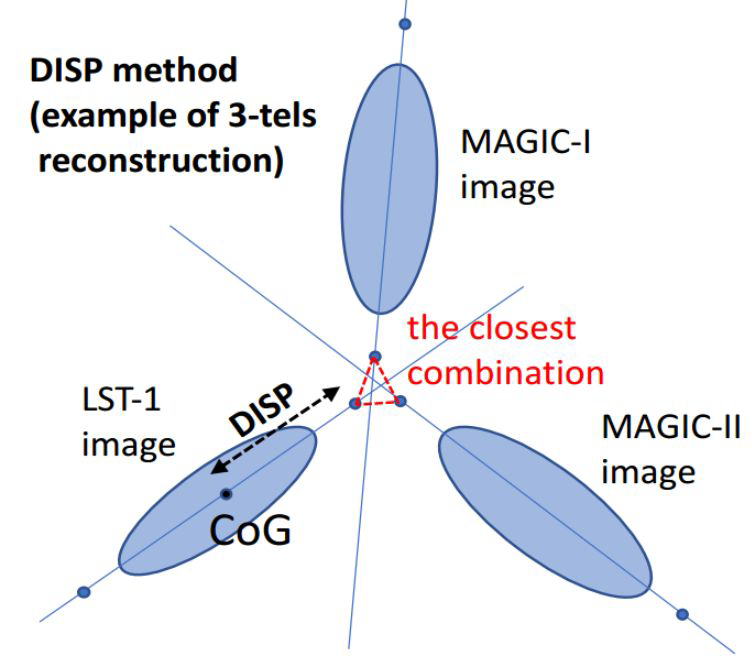 DISP method
(example of 3-tels
reconstruction)
MAGIC-I
image
the closest
combination
LST-1
image
DISP
MAGIC-II
image
CoG